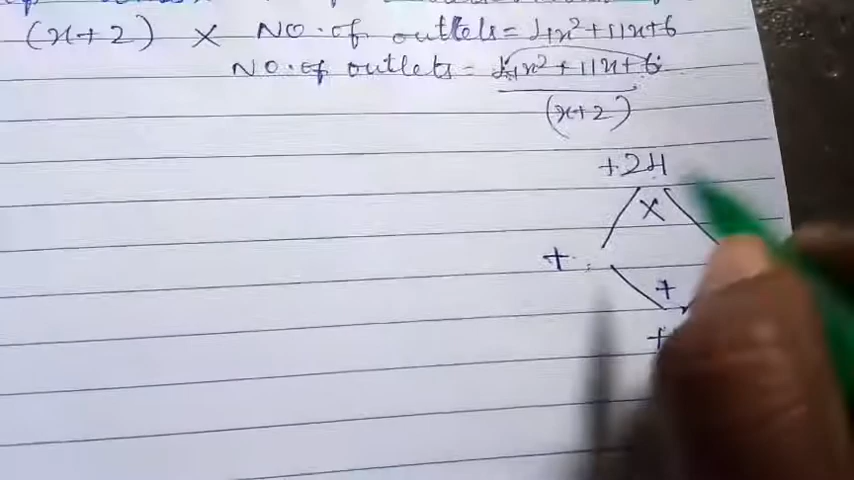 (x+2) × No. of outlets = 4x²+11x+6
No. of outlets = 4x²+11x+6
(x+2)
+24
×
+
+
+